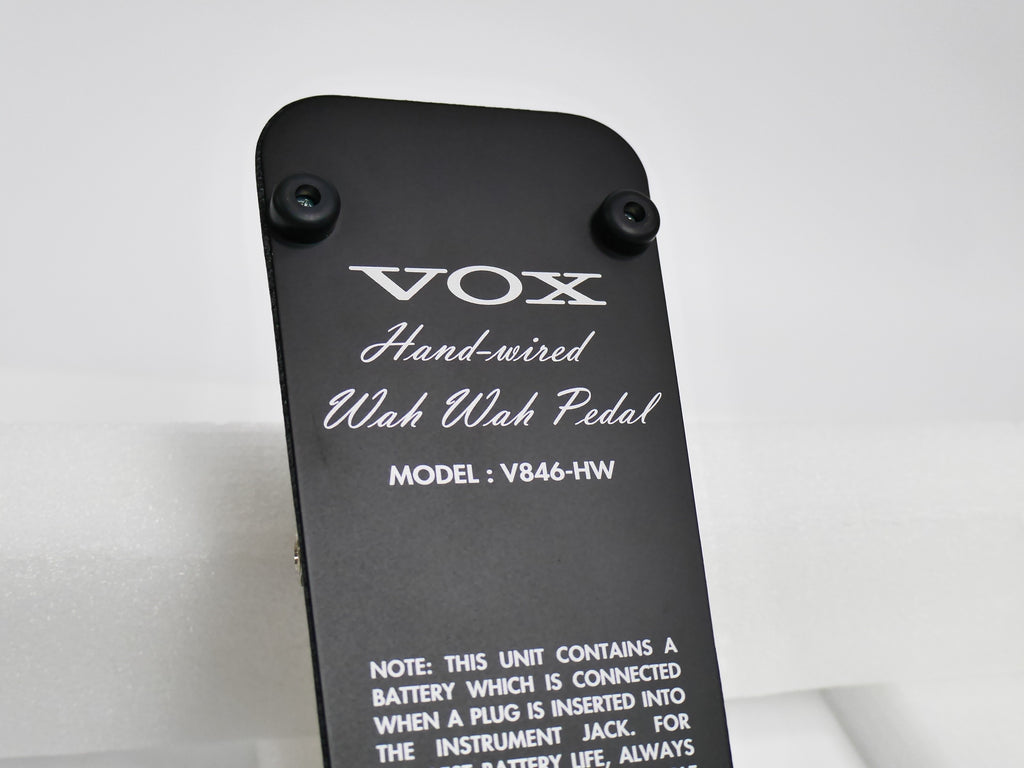 VOX
Hand-wired
Wah Wah Pedal
MODEL : V846-HW
NOTE: THIS UNIT CONTAINS A
BATTERY WHICH IS CONNECTED
WHEN A PLUG IS INSERTED INTO
THE INSTRUMENT JACK. FOR
BATTERY LIFE, ALWAYS